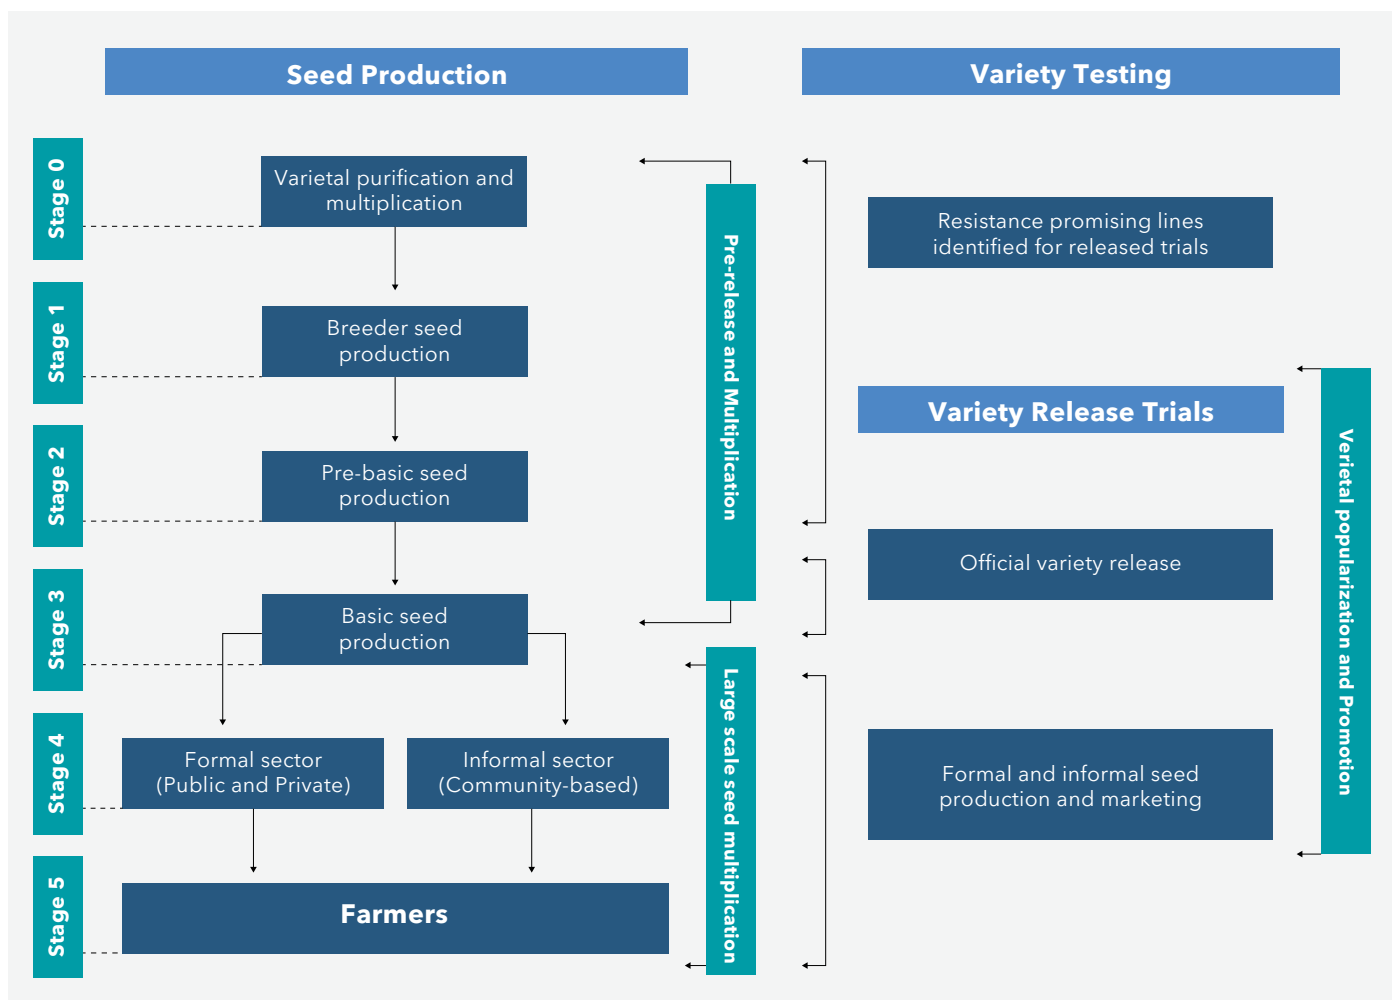 Seed Production
Variety Testing
Stage 0
Varietal purification and
multiplication
Stage 1
Breeder seed
production
Stage 2
Pre-basic seed
production
Stage 3
Basic seed
production
Stage 4
Formal sector
(Public and Private)
Informal sector
(Community-based)
Stage 5
Farmers
Pre-release and Multiplication
Large scale seed multiplication
Resistance promising lines
identified for released trials
Variety Release Trials
Official variety release
Formal and informal seed
production and marketing
Verietal popularization and Promotion